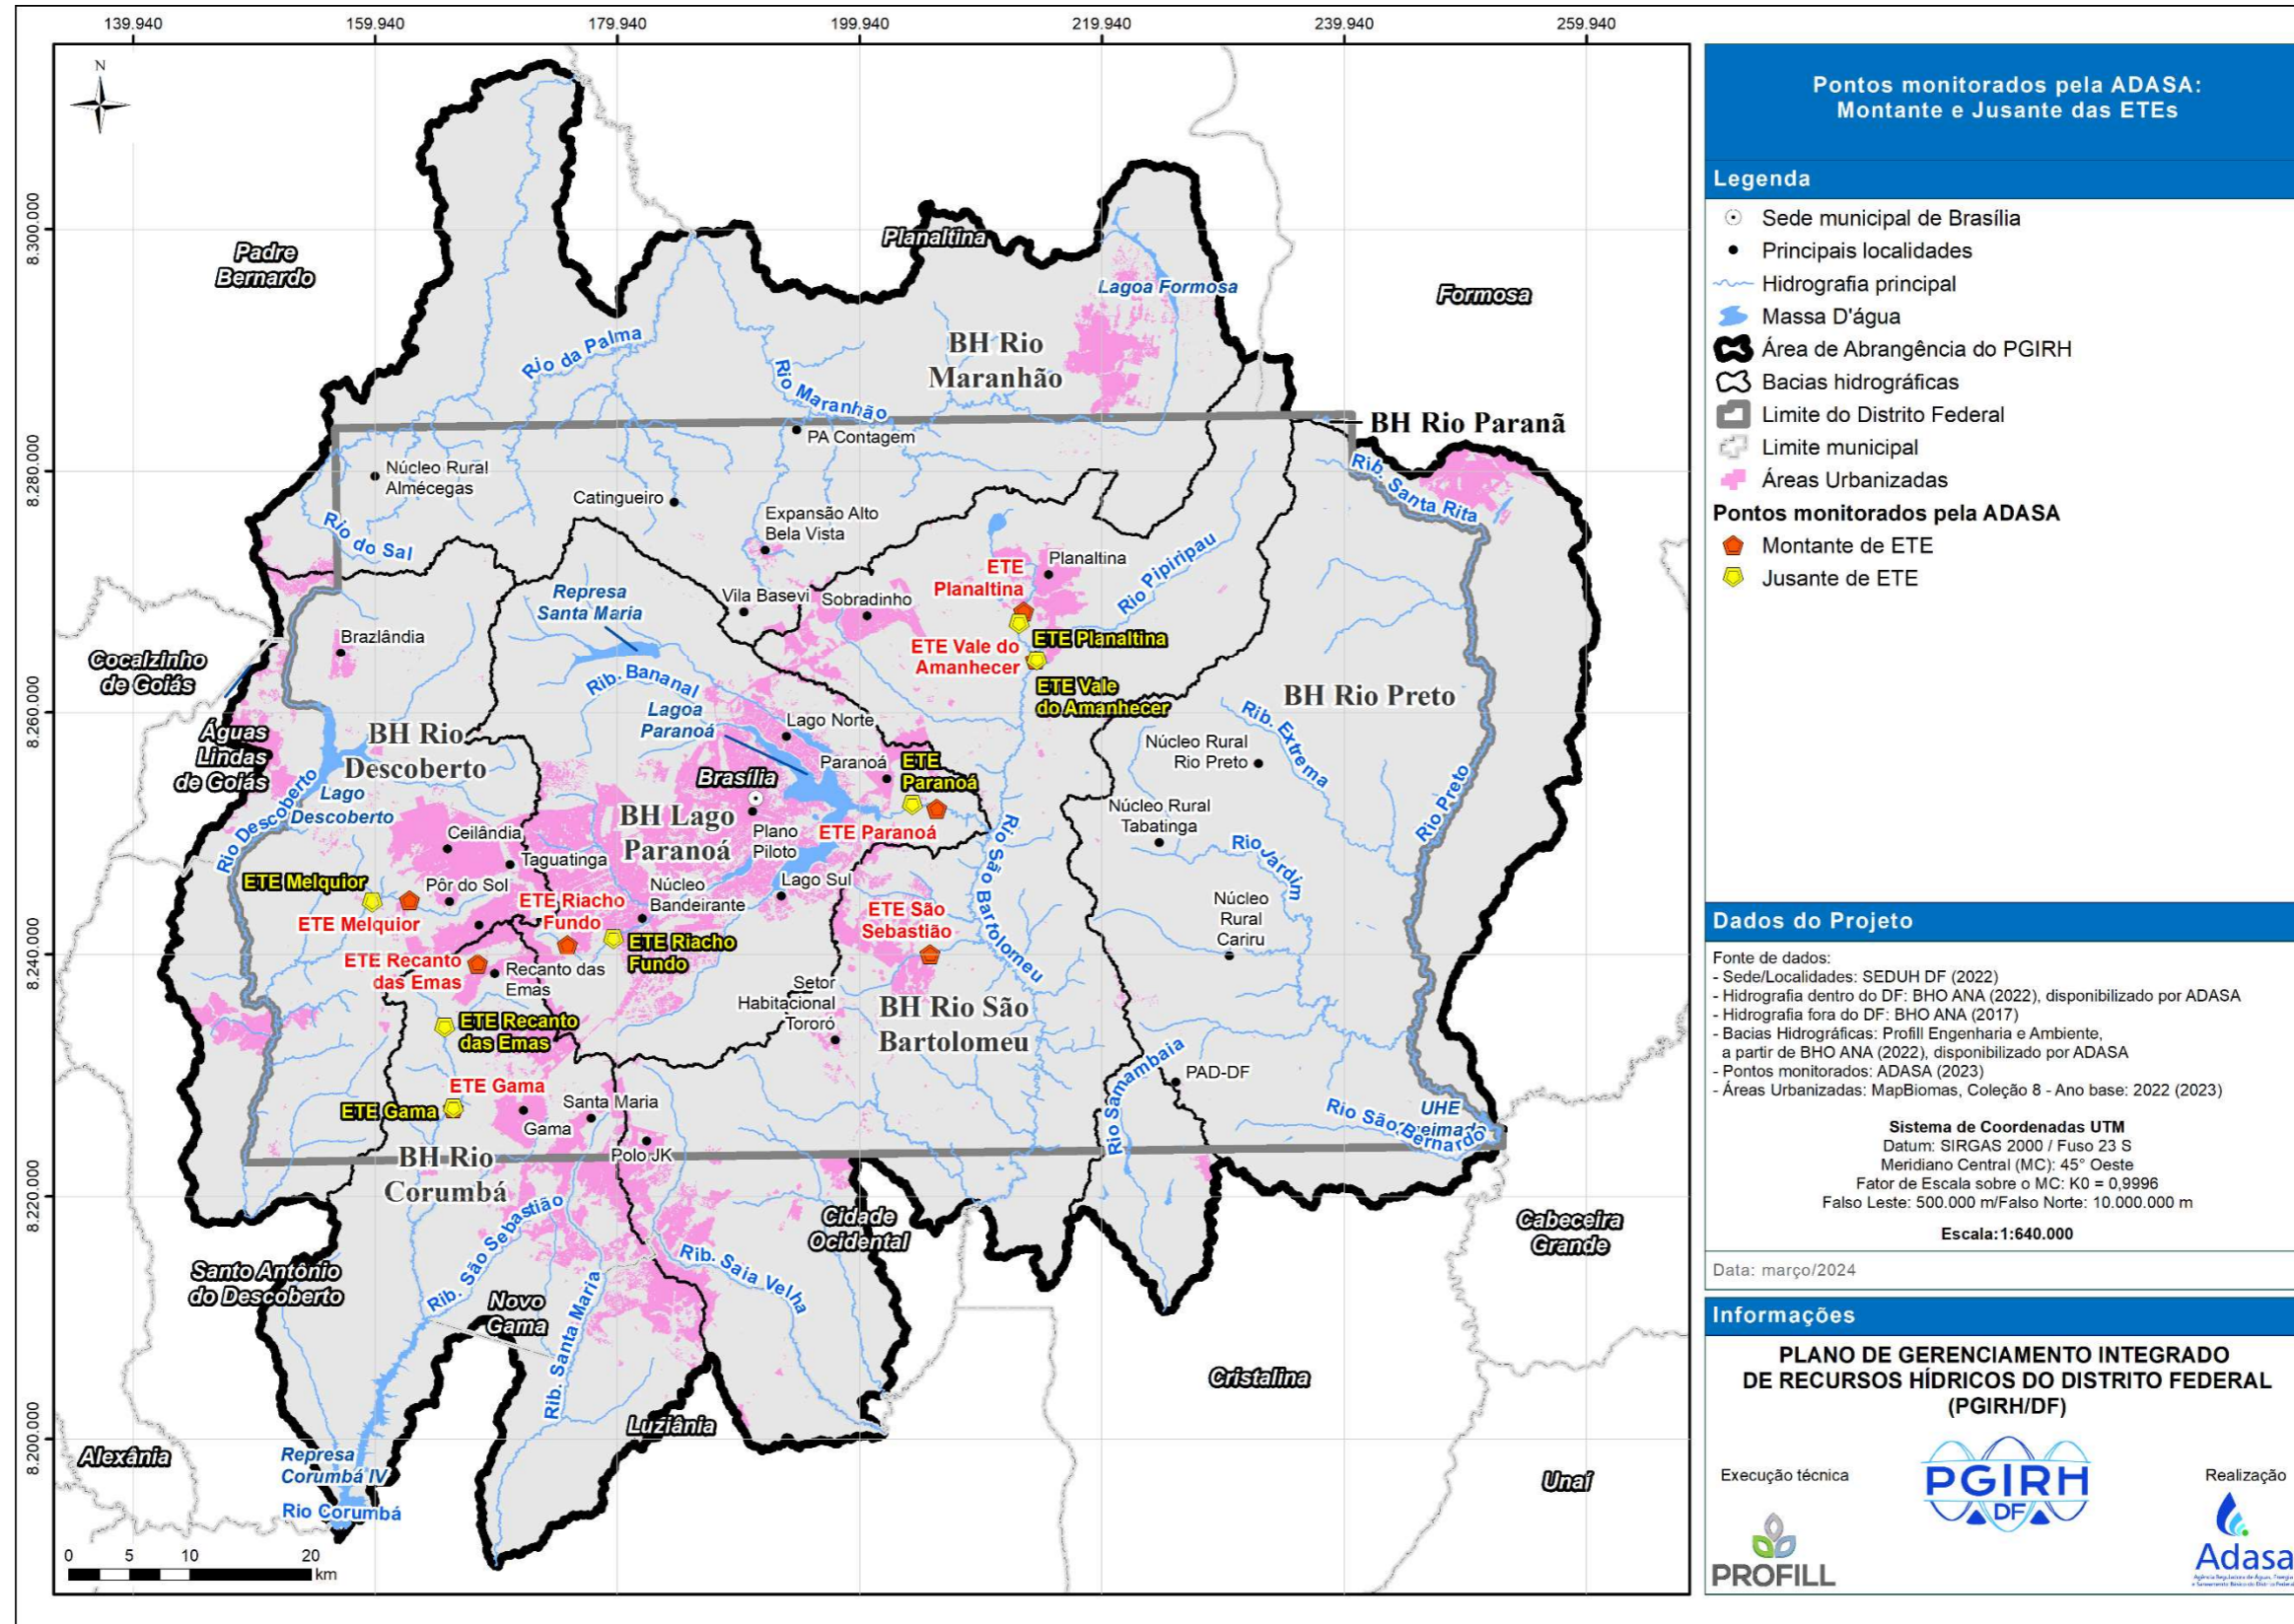 139.940
159.940
179.940
199.940
219.940
239.940
259.940
8.300.000
8.280.000
8.260.000
8.240.000
8.220.000
8.200.000
N
Padre
Bernardo
Planaltina
Formosa
Lagoa Formosa
Rio da Palma
Rio Maranhão
BH Rio
Maranhão
BH Rio Paranã
PA Contagem
Núcleo Rural
Almécegas
Catingueiro
Rib. Santa Rita
Rio do Sal
Expansão Alto
Bela Vista
ETE
Planaltina
Planaltina
Rio Pipiripau
Represa
Santa Maria
Vila Basevi
Sobradinho
Brazlândia
ETE Planaltina
ETE Vale do
Amanhecer
Cocalzinho
de Goiás
Rib. Bananal
ETE Vale
do Amanhecer
BH Rio Preto
Lagoa
Paranoá
Lago Norte
Rib. Extrema
Águas
Lindas
de Goiás
BH Rio
Descoberto
Núcleo Rural
Rio Preto
Paranoá
ETE
Paranoá
Brasília
Rio Descoberto
Lago
Descoberto
BH Lago
Paranoá
Plano
Piloto
ETE Paranoá
Núcleo Rural
Tabatinga
Rio Preto
Ceilândia
Taguatinga
Rio Jardim
Rio São Bartolomeu
ETE Melquior
Pôr do Sol
Núcleo
Bandeirante
Lago Sul
ETE Riacho
Fundo
ETE São
Sebastião
Núcleo
Rural
Cariru
ETE Melquior
ETE Riacho
Fundo
ETE Recanto
das Emas
Recanto das
Emas
Setor
Habitacional
Tororó
BH Rio São
Bartolomeu
ETE Recanto
das Emas
Rio Samambaia
PAD-DF
ETE Gama
ETE Gama
Santa Maria
Gama
UHE
Queimado
Rio São Bernardo
Polo JK
BH Rio
Corumbá
Rib. São Sebastião
Cidade
Ocidental
Cabeceira
Grande
Rib. Saia Velha
Santo Antônio
do Descoberto
Novo
Gama
Rib. Santa Maria
Cristalina
Luziânia
Alexânia
Represa
Corumbá IV
Rio Corumbá
Unaí
0 5 10 20
km
Pontos monitorados pela ADASA:
Montante e Jusante das ETEs
Legenda
Sede municipal de Brasília
Principais localidades
Hidrografia principal
Massa D'água
Área de Abrangência do PGIRH
Bacias hidrográficas
Limite do Distrito Federal
Limite municipal
Áreas Urbanizadas
Pontos monitorados pela ADASA
Montante de ETE
Jusante de ETE
Dados do Projeto
Fonte de dados:
- Sede/Localidades: SEDUH DF (2022)
- Hidrografia dentro do DF: BHO ANA (2022), disponibilizado por ADASA
- Hidrografia fora do DF: BHO ANA (2017)
- Bacias Hidrográficas: Profill Engenharia e Ambiente,
a partir de BHO ANA (2022), disponibilizado por ADASA
- Pontos monitorados: ADASA (2023)
- Áreas Urbanizadas: MapBiomas, Coleção 8 - Ano base: 2022 (2023)
Sistema de Coordenadas UTM
Datum: SIRGAS 2000 / Fuso 23 S
Meridiano Central (MC): 45° Oeste
Fator de Escala sobre o MC: K0 = 0,9996
Falso Leste: 500.000 m/Falso Norte: 10.000.000 m
Escala:1:640.000
Data: março/2024
Informações
PLANO DE GERENCIAMENTO INTEGRADO
DE RECURSOS HÍDRICOS DO DISTRITO FEDERAL
(PGIRH/DF)
Execução técnica
PROFILL
PGIRH
DF
Realização
Adasa